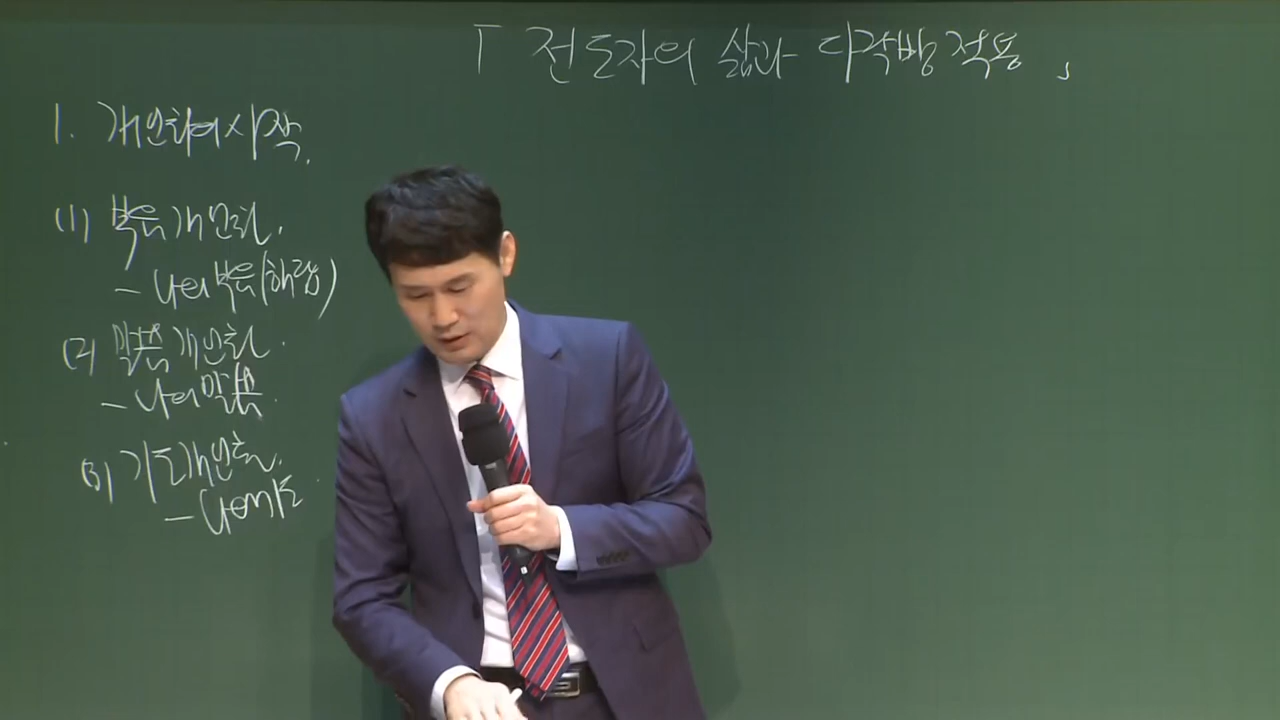 「전도자의 삶과 다락방 적용」
1. 개인화의 시작.
(1) 복음 개인화.
- 나의 복음(해답)
(2) 말씀 개인화.
- 나의 말씀.
(3) 기도 개인화.
- 나의 기도